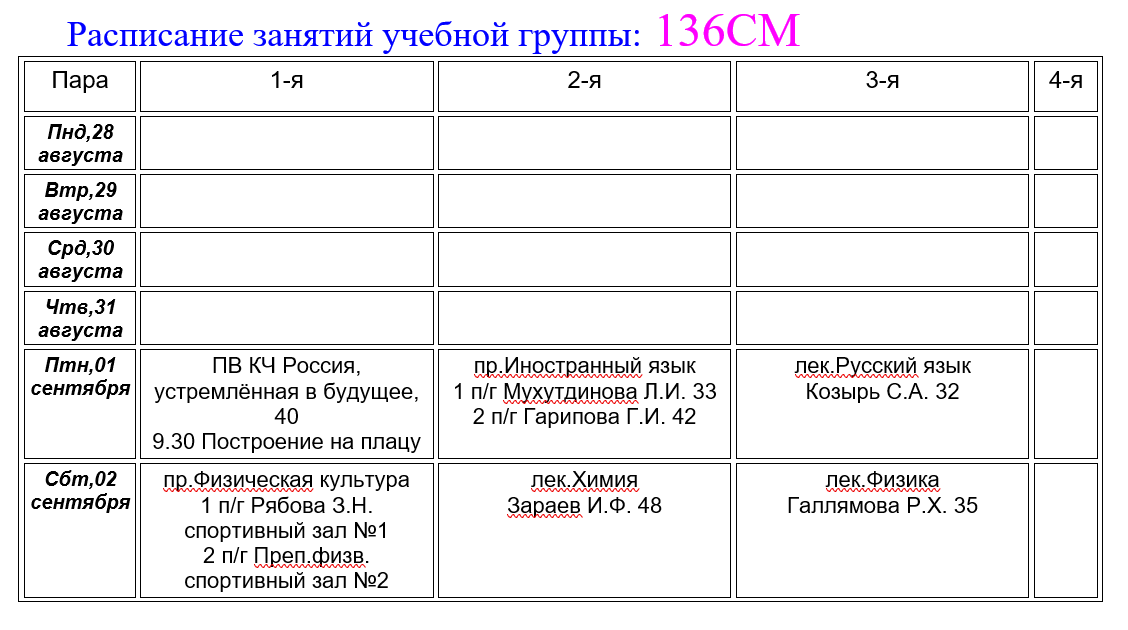 Расписание занятий учебной группы: 136СМ
Пара 1-я 2-я 3-я 4-я
Пнд,28
августа
Втр,29
августа
Срд,30
августа
Чтв,31
августа
Птн,01
сентября
ПВ КЧ Россия,
устремлённая в будущее,
40
9.30 Построение на плацу
пр.Иностранный язык
1 п/г Мухутдинова Л.И. 33
2 п/г Гарипова Г.И. 42
лек.Русский язык
Козырь С.А. 32
Сбт,02
сентября
пр.Физическая культура
1 п/г Рябова З.Н.
спортивный зал №1
2 п/г Преп.физв.
спортивный зал №2
лек.Химия
Зараев И.Ф. 48
лек.Физика
Галлямова Р.Х. 35